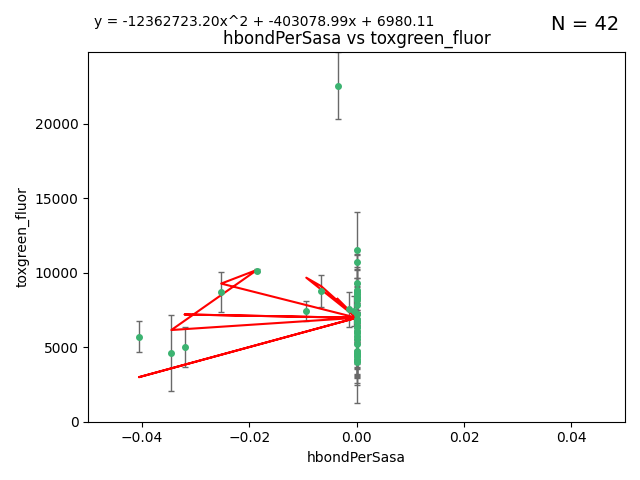 y = -12362723.20x^2 + -403078.99x + 6980.11
N = 42
hbondPerSasa vs toxgreen_fluor
toxgreen_fluor
20000
15000
10000
5000
0
−0.04
−0.02
0.00
0.02
0.04
hbondPerSasa